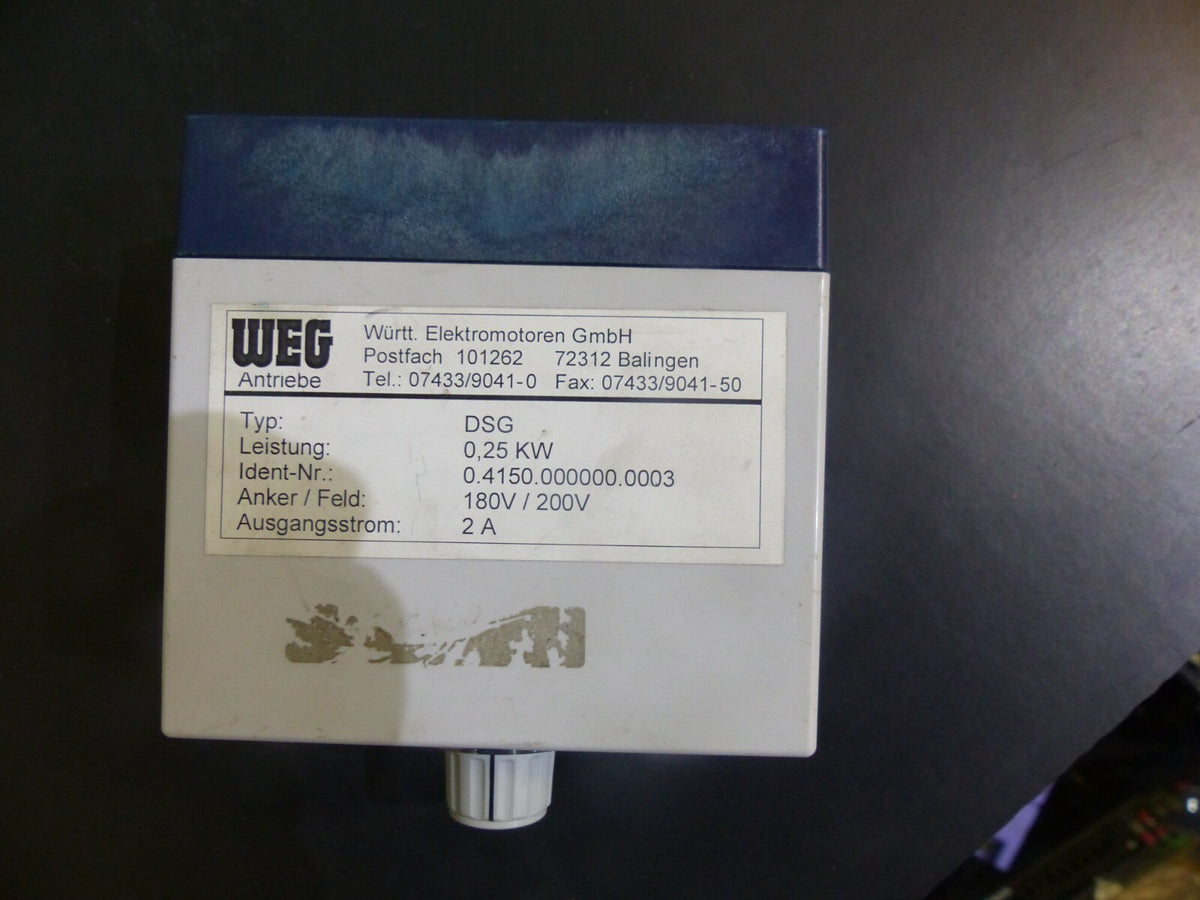 WEG
Antriebe
Württ. Elektromotoren GmbH
Postfach 101262 72312 Balingen
Tel.: 07433/9041-0 Fax: 07433/9041-50
Typ: DSG
Leistung: 0,25 KW
Ident-Nr.: 0.4150.000000.0003
Anker / Feld: 180V / 200V
Ausgangsstrom: 2 A